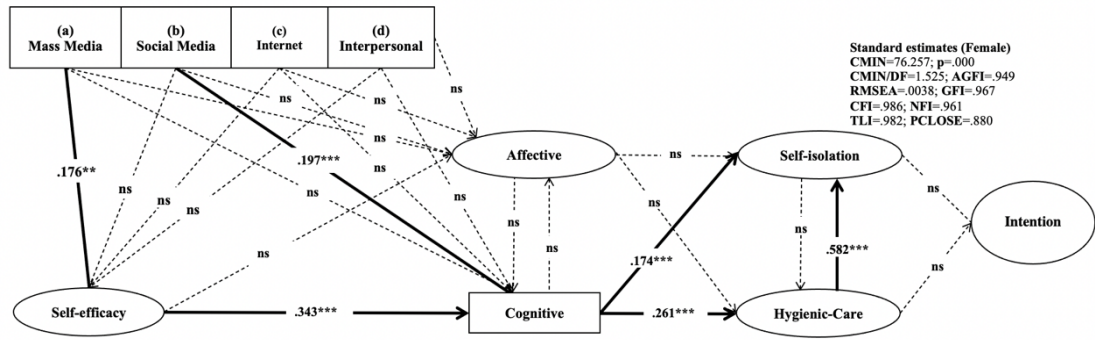 (a)
Mass Media
(b)
Social Media
(c)
Internet
(d)
Interpersonal
Standard estimates (Female)
CMIN=76.257; p=.000
CMIN/DF=1.525; AGFI=.949
RMSEA=.0038; GFI=.967
CFI=.986; NFI=.961
TLI=.982; PCLOSE=.880
ns
ns
ns
ns
Affective
ns
Self-isolation
.197***
.176**
ns
ns
ns
ns
ns
ns
ns
ns
ns
ns
ns
ns
ns
Intention
.174***
.582***
ns
Self-efficacy
.343***
Cognitive
.261***
Hygienic-Care